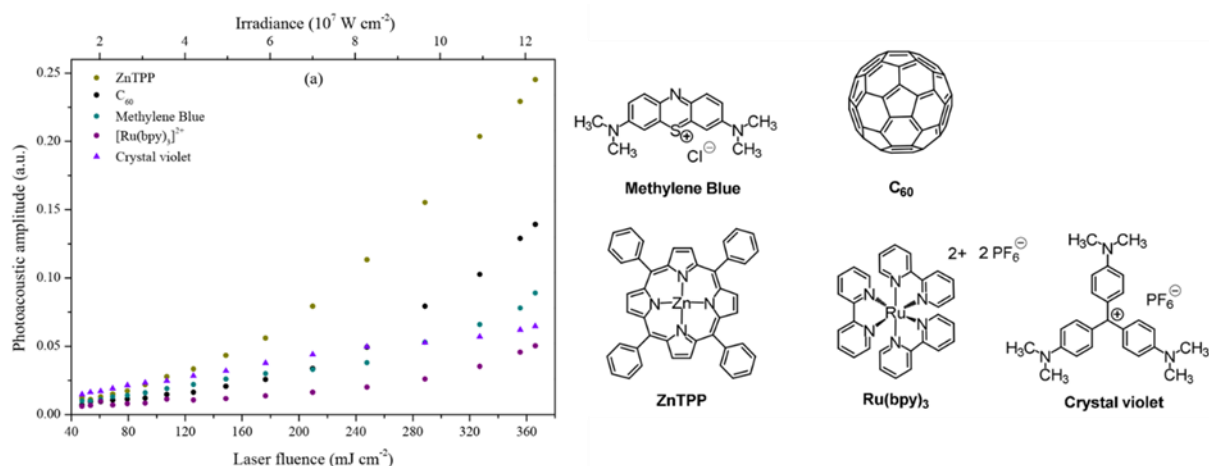 Irradiance (10⁷ W cm⁻²)
2 4 6 8 10 12
(a)
ZnTPP
C₆₀
Methylene Blue
[Ru(bpy)₃]²⁺
Crystal violet
Photoacoustic amplitude (a.u.)
0.25
0.20
0.15
0.10
0.05
0.00
40 80 120 160 200 240 280 320 360
Laser fluence (mJ cm⁻²)
N
H₃C N S N CH₃
⊕
CH₃ Cl⊖ CH₃
Methylene Blue
C₆₀
N
N Zn N
N
ZnTPP
2+ 2 PF₆⊖
N N
N Ru N
N N
Ru(bpy)₃
CH₃
H₃C N
PF₆⊖
⊕
H₃C N N CH₃
CH₃ CH₃
Crystal violet